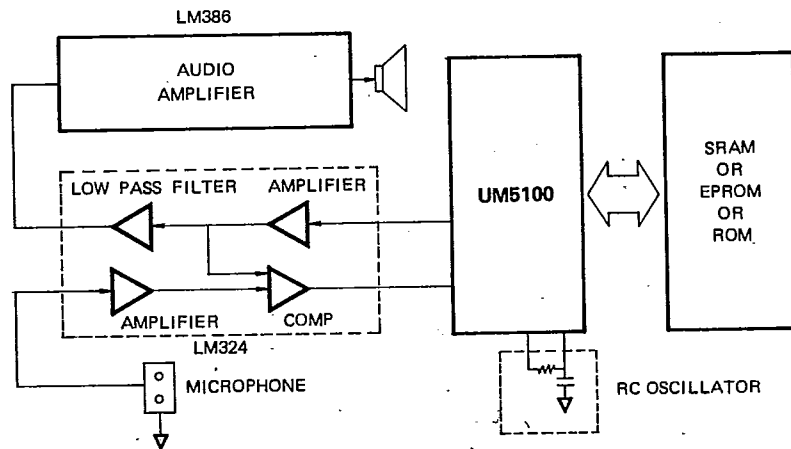 LM386
AUDIO
AMPLIFIER
LOW PASS FILTER
AMPLIFIER
AMPLIFIER
COMP
LM324
MICROPHONE
UM5100
SRAM
OR
EPROM
OR
ROM
RC OSCILLATOR